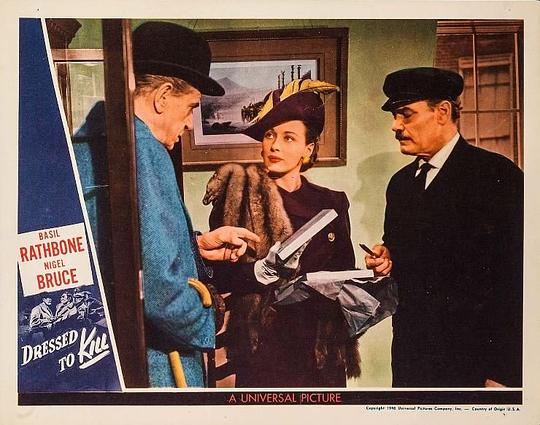 BASIL
RATHBONE
NIGEL
BRUCE
DRESSED
TO Kill
A UNIVERSAL PICTURE
Copyright 1946 Universal Pictures Company, Inc. — Country of Origin U.S.A.